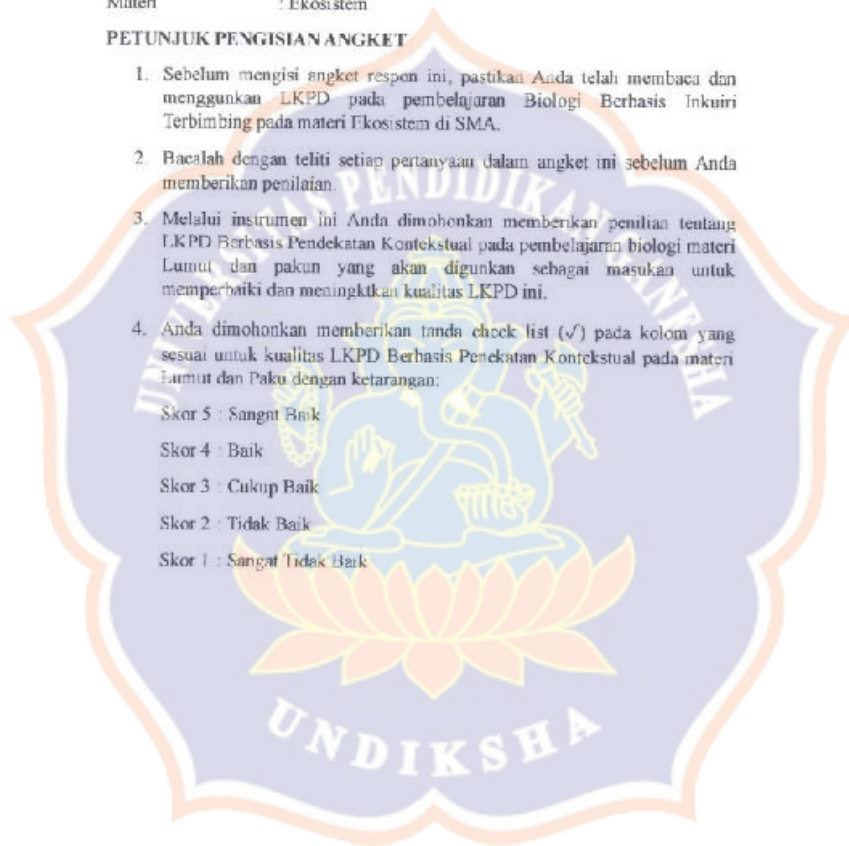 Materi : Ekosistem
PETUNJUK PENGISIAN ANGKET
1. Sebelum mengisi angket respon ini, pastikan Anda telah membaca dan
menggunkan LKPD pada pembelajaran Biologi Berbasis Inkuiri
Terbimbing pada materi Ekosistem di SMA.
2. Bacalah dengan teliti setiap pertanyaan dalam angket ini sebelum Anda
memberikan penilaian.
3. Melalui instrumen ini Anda dimohonkan memberikan penilian tentang
LKPD Berbasis Pendekatan Kontekstual pada pembelajaran biologi materi
Lumut dan pakun yang akan digunkan sebagai masukan untuk
memperbaiki dan meningktkan kualitas LKPD ini.
4. Anda dimohonkan memberikan tanda check list (√) pada kolom yang
sesuai untuk kualitas LKPD Berbasis Penekatan Kontekstual pada materi
Lumut dan Paku dengan ketarangan:
Skor 5 : Sangat Baik
Skor 4 : Baik
Skor 3 : Cukup Baik
Skor 2 : Tidak Baik
Skor 1 : Sangat Tidak Baik
UNIVERSITAS PENDIDIKAN GANESHA
UNDIKSHA